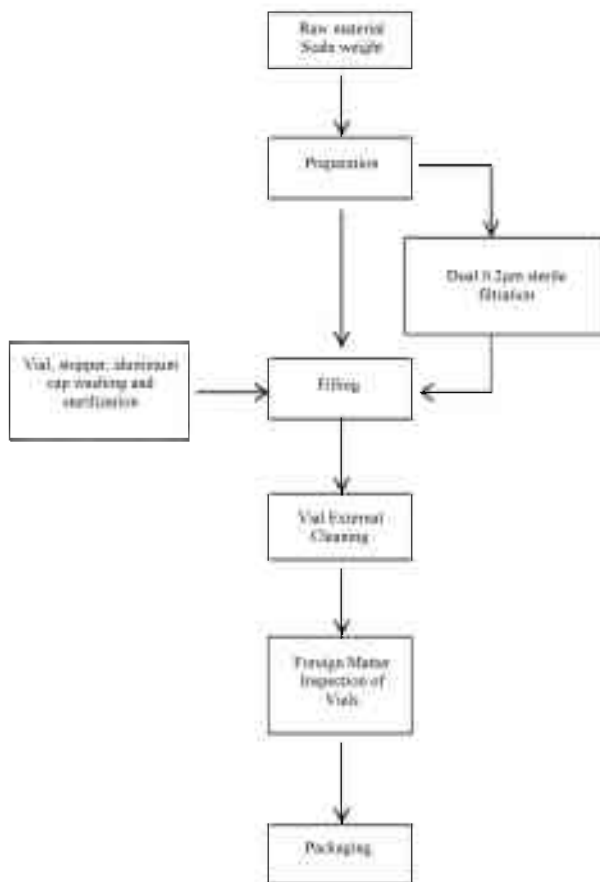 Raw material
Scale weight
Preparation
Dual 0.2µm sterile
filtration
Vial, stopper, aluminum
cap washing and
sterilization
Filling
Vial External
Cleaning
Foreign Matter
Inspection of
Vials
Packaging